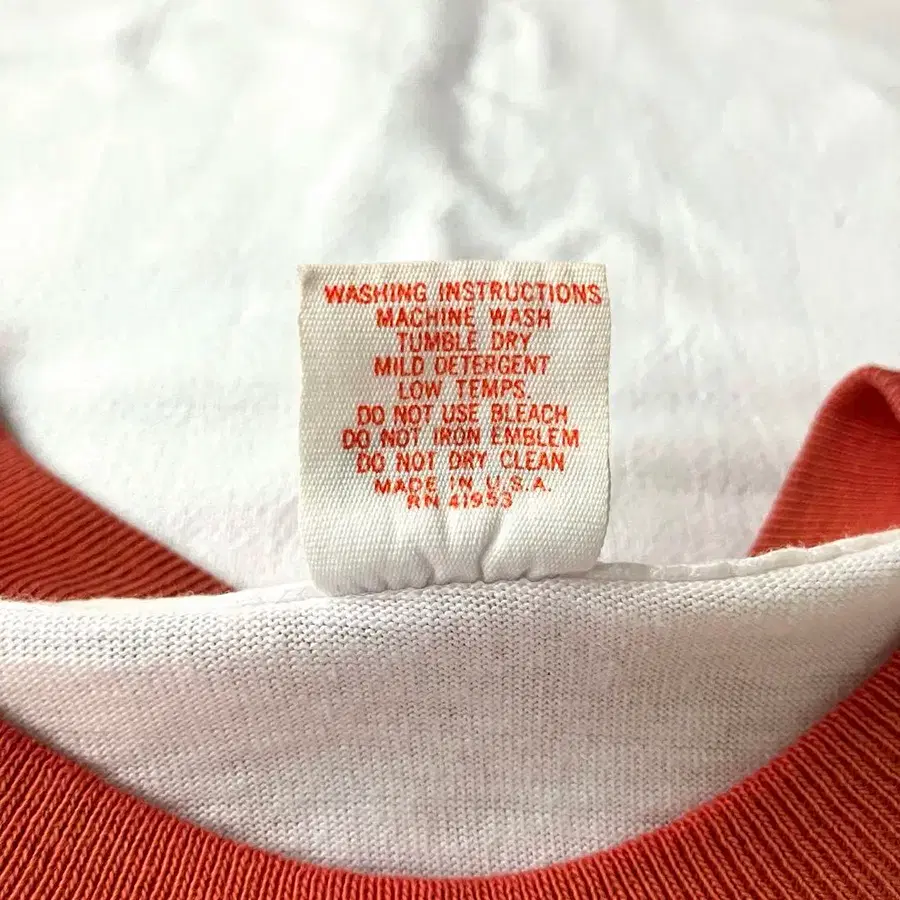 WASHING INSTRUCTIONS
MACHINE WASH
TUMBLE DRY
MILD DETERGENT
LOW TEMPS.
DO NOT USE BLEACH
DO NOT IRON EMBLEM
DO NOT DRY CLEAN
MADE IN U.S.A.
RN 41953